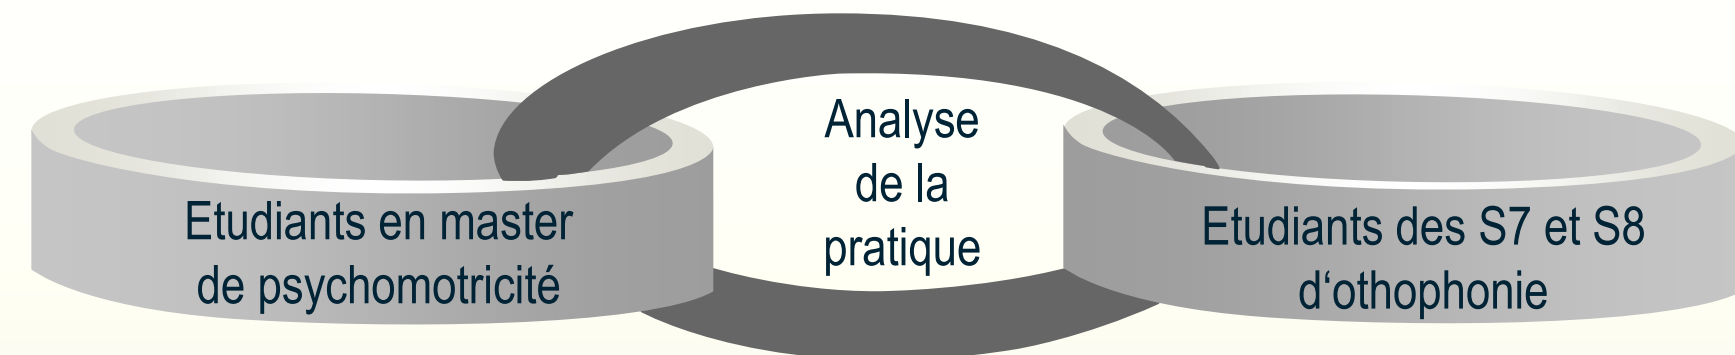 Etudiants en master
de psychomotricité
Analyse
de la
pratique
Etudiants des S7 et S8
d‘othophonie